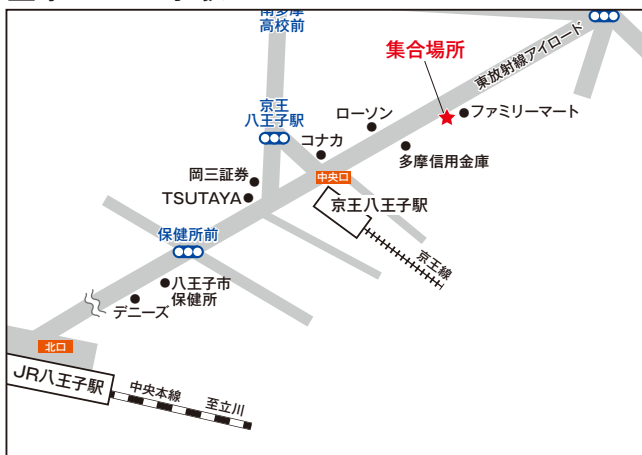 南多摩
高校前
集合場所
東放射線アイロード
京王
八王子駅
ローソン
ファミリーマート
コナカ
多摩信用金庫
岡三証券
中央口
TSUTAYA
京王八王子駅
保健所前
京王線
八王子市
保健所
デニーズ
北口
JR八王子駅
中央本線
至立川